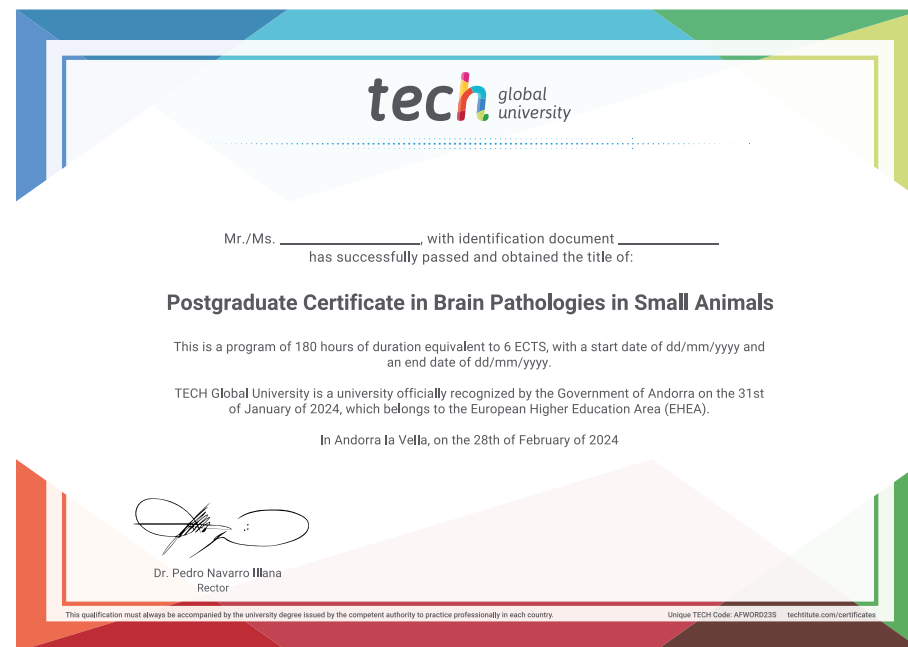 tech global university
Mr./Ms. ____________________, with identification document ______________
has successfully passed and obtained the title of:
Postgraduate Certificate in Brain Pathologies in Small Animals
This is a program of 180 hours of duration equivalent to 6 ECTS, with a start date of dd/mm/yyyy and
an end date of dd/mm/yyyy.
TECH Global University is a university officially recognized by the Government of Andorra on the 31st
of January of 2024, which belongs to the European Higher Education Area (EHEA).
In Andorra la Vella, on the 28th of February of 2024
Dr. Pedro Navarro Illana
Rector
This qualification must always be accompanied by the university degree issued by the competent authority to practice professionally in each country. Unique TECH Code: AFWORD23S techtitute.com/certificates